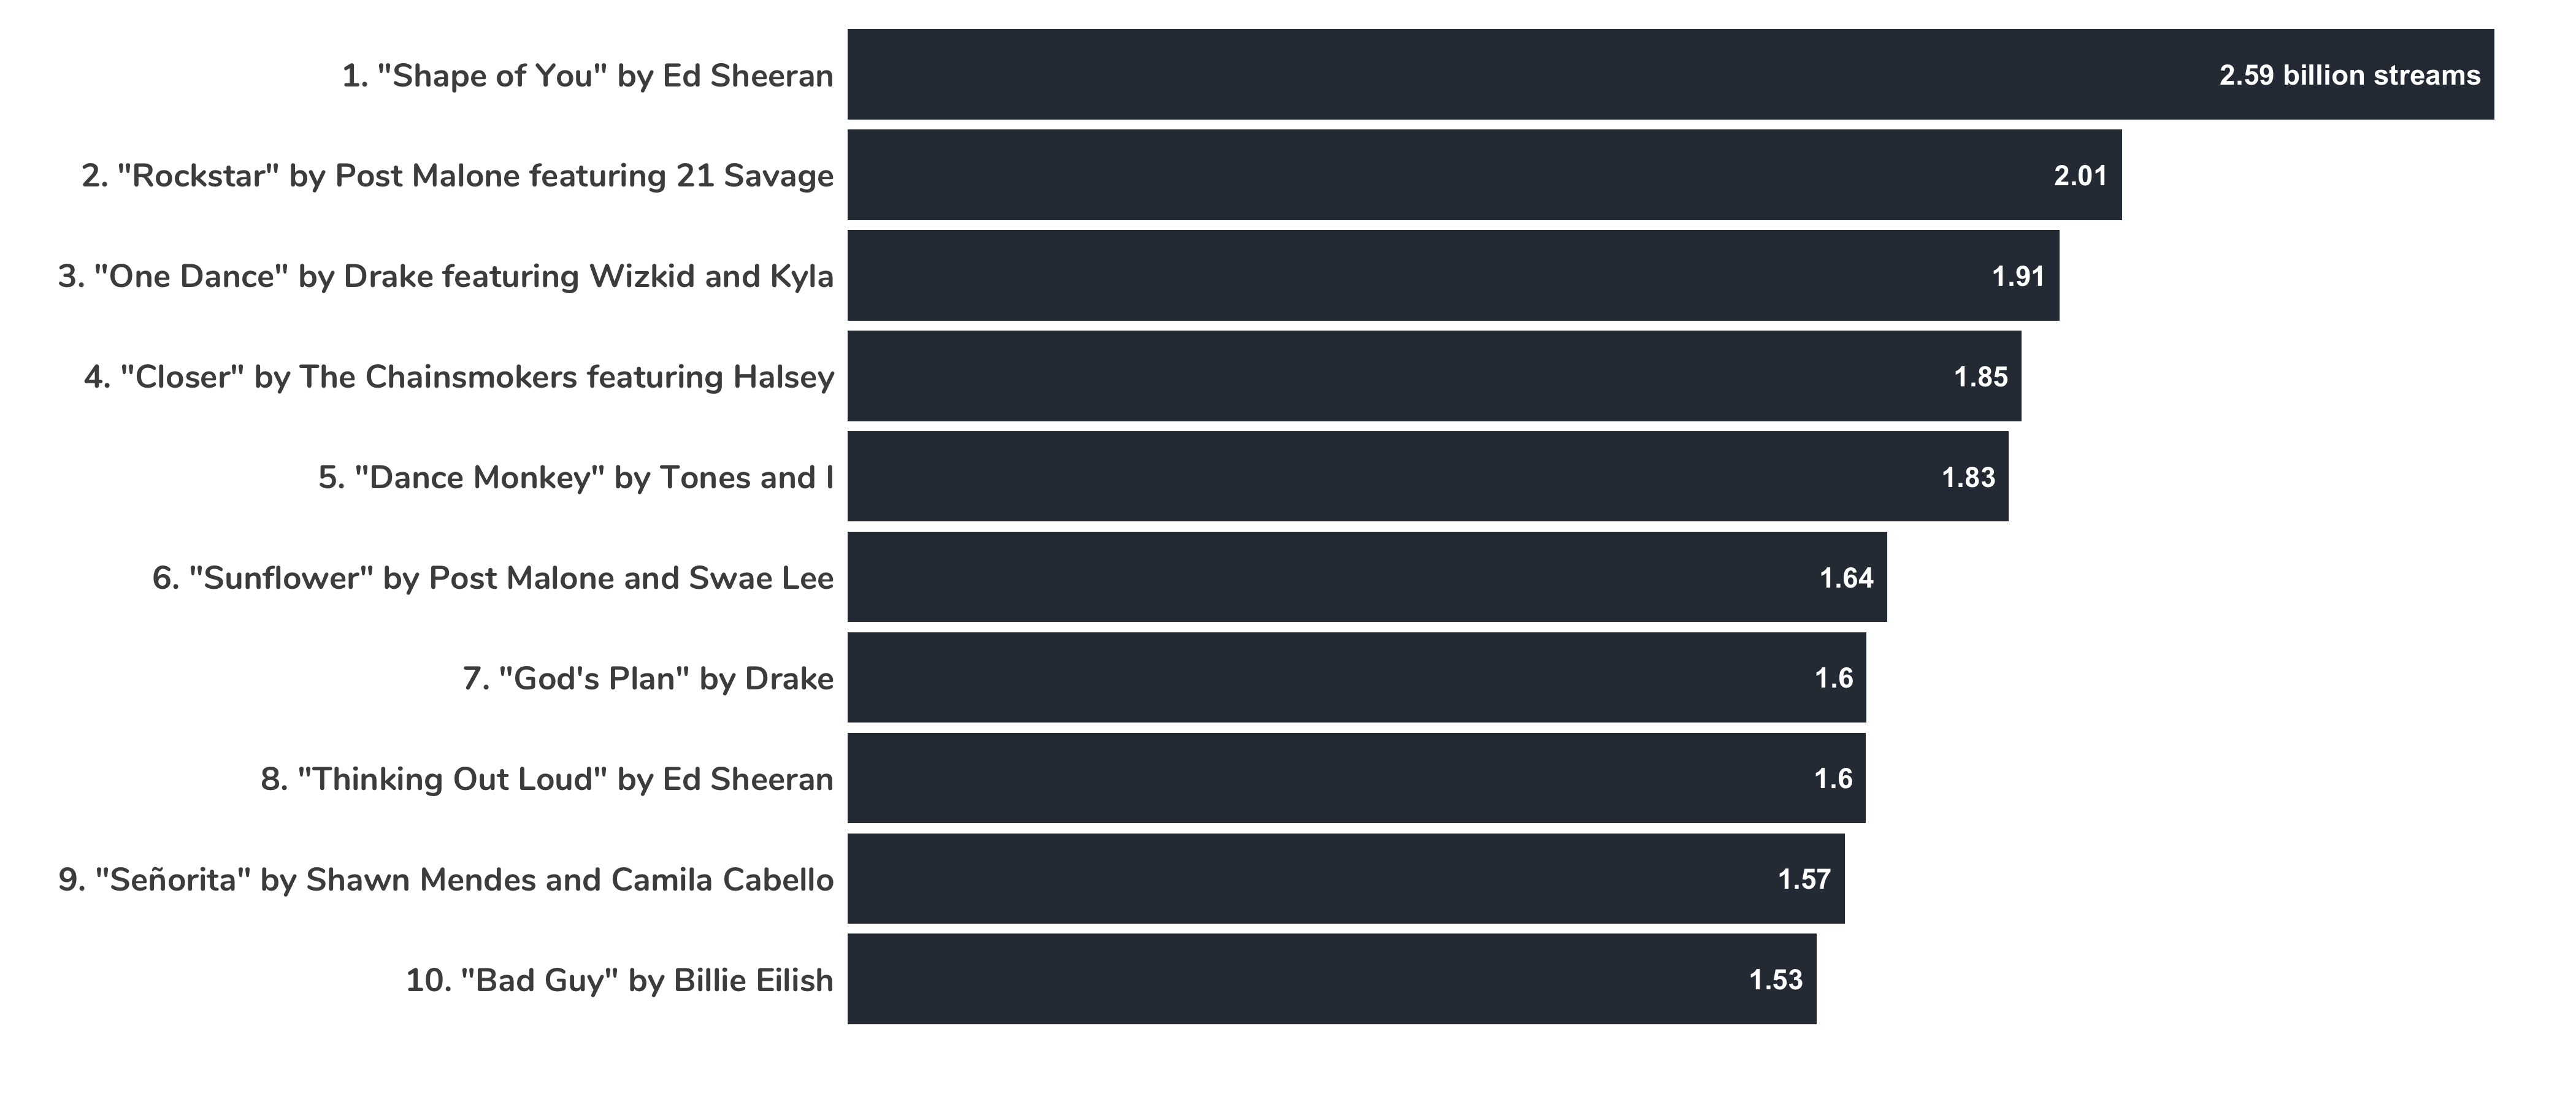 1. "Shape of You" by Ed Sheeran 2.59 billion streams
2. "Rockstar" by Post Malone featuring 21 Savage 2.01
3. "One Dance" by Drake featuring Wizkid and Kyla 1.91
4. "Closer" by The Chainsmokers featuring Halsey 1.85
5. "Dance Monkey" by Tones and I 1.83
6. "Sunflower" by Post Malone and Swae Lee 1.64
7. "God's Plan" by Drake 1.6
8. "Thinking Out Loud" by Ed Sheeran 1.6
9. "Señorita" by Shawn Mendes and Camila Cabello 1.57
10. "Bad Guy" by Billie Eilish 1.53